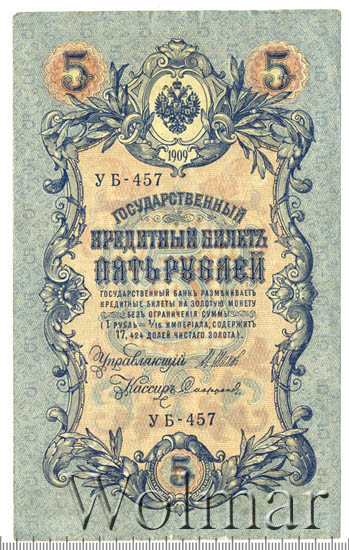 5 5
1909
УБ-457
ГОСУДАРСТВЕННЫЙ
КРЕДИТНЫЙ БИЛЕТЪ
ПЯТЬ РУБЛЕЙ
ГОСУДАРСТВЕННЫЙ БАНКЪ РАЗМѢНИВАЕТЪ
КРЕДИТНЫЕ БИЛЕТЫ НА ЗОЛОТУЮ МОНЕТУ
БЕЗЪ ОГРАНИЧЕНІЯ СУММЫ
(1 РУБЛЬ = 1/15 ИМПЕРІАЛА, СОДЕРЖИТЪ
17,424 ДОЛЕЙ ЧИСТАГО ЗОЛОТА).
Управляющій
Кассиръ
УБ-457
5
Wolmar